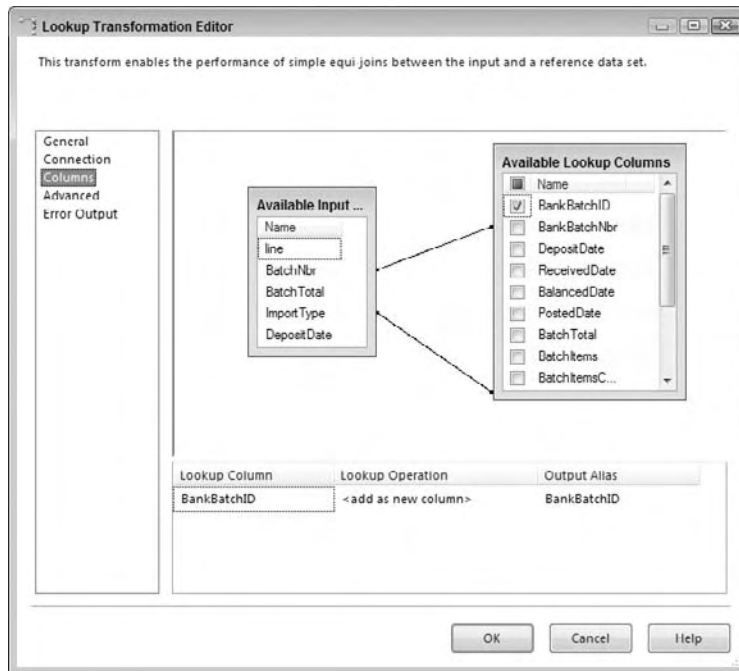 Lookup Transformation Editor
This transform enables the performance of simple equi joins between the input and a reference data set.
General
Connection
Columns
Advanced
Error Output
Available Input ...
Name
line
BatchNbr
BatchTotal
ImportType
DepositDate
Available Lookup Columns
Name
BankBatchID
BankBatchNbr
DepositDate
ReceivedDate
BalancedDate
PostedDate
BatchTotal
BatchItems
BatchItemsC...
Lookup Column Lookup Operation Output Alias
BankBatchID <add as new column> BankBatchID
OK Cancel Help